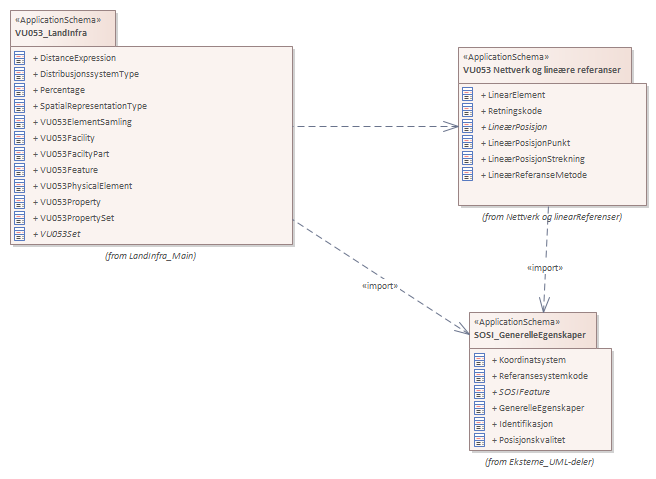 «ApplicationSchema»
VU053_LandInfra
+ DistanceExpression
+ DistribusjonssystemType
+ Percentage
+ SpatialRepresentationType
+ VU053ElementSamling
+ VU053Facility
+ VU053FaciltyPart
+ VU053Feature
+ VU053PhysicalElement
+ VU053Property
+ VU053PropertySet
+ VU053Set
(from LandInfra_Main)
«ApplicationSchema»
VU053 Nettverk og lineære referanser
+ LinearElement
+ Retningskode
+ LineærPosisjon
+ LineærPosisjonPunkt
+ LineærPosisjonStrekning
+ LineærReferanseMetode
(from Nettverk og linearReferenser)
«import»
«import»
«ApplicationSchema»
SOSI_GenerelleEgenskaper
+ Koordinatsystem
+ Referansesystemkode
+ SOSIFeature
+ GenerelleEgenskaper
+ Identifikasjon
+ Posisjonskvalitet
(from Eksterne_UML-deler)